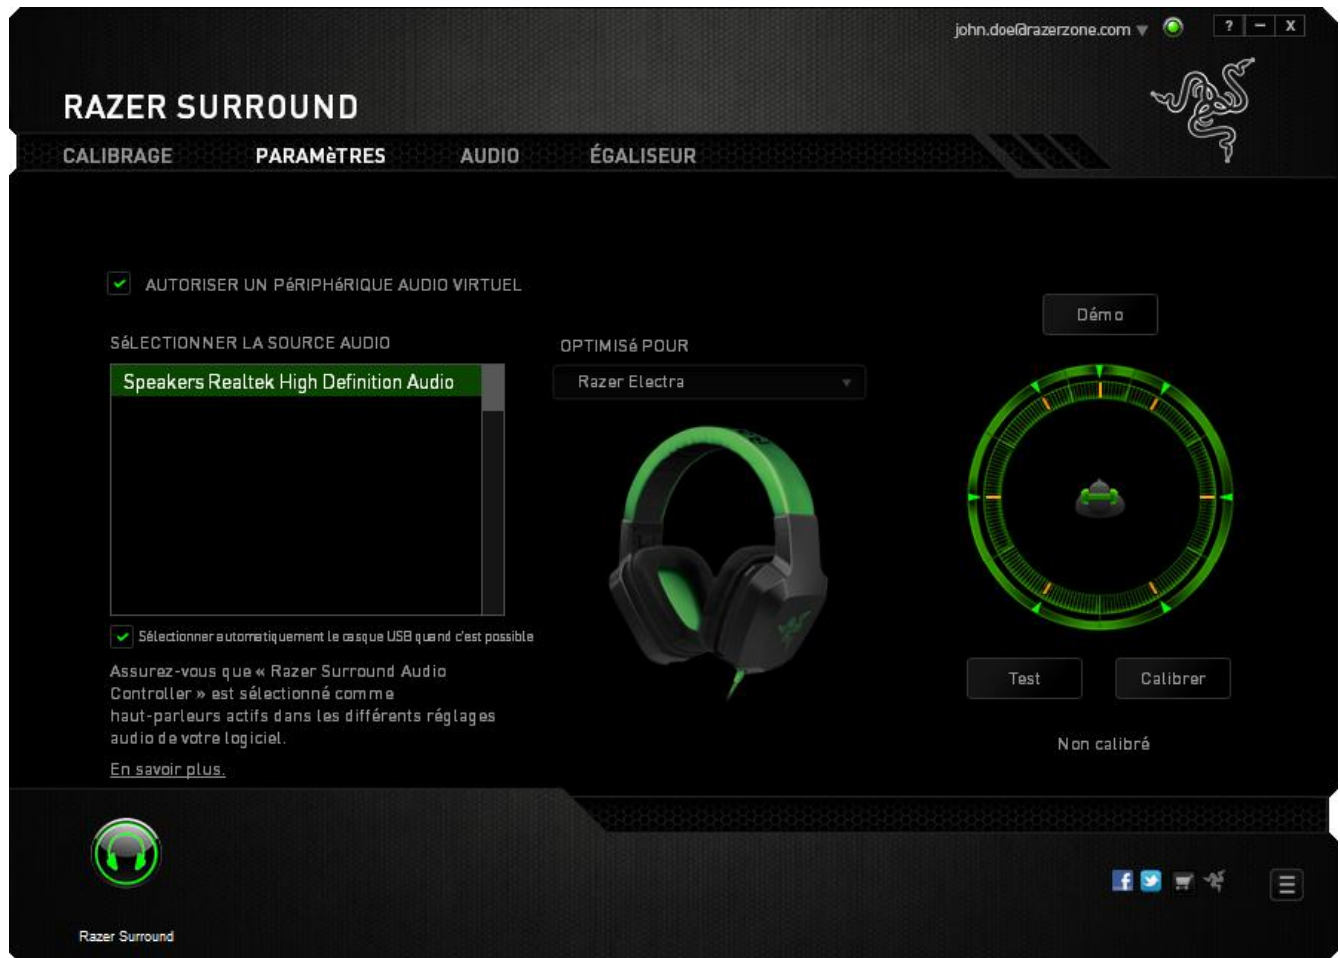 john.doe@razerzone.com
? – X
RAZER SURROUND
CALIBRAGE PARAMèTRES AUDIO ÉGALISEUR
AUTORISER UN PéRIPHéRIQUE AUDIO VIRTUEL
Démo
SéLECTIONNER LA SOURCE AUDIO
OPTIMISé POUR
Speakers Realtek High Definition Audio
Razer Electra
Sélectionner automatiquement le casque USB quand c'est possible
Assurez-vous que « Razer Surround Audio
Controller » est sélectionné comme
haut-parleurs actifs dans les différents réglages
audio de votre logiciel.
En savoir plus.
Test Calibrer
Non calibré
Razer Surround